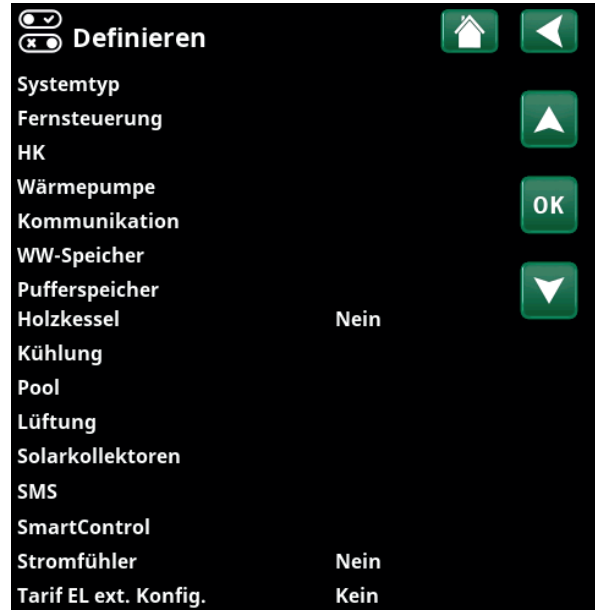 Definieren
Systemtyp
Fernsteuerung
HK
Wärmepumpe
OK
Kommunikation
WW-Speicher
Pufferspeicher
Holzkessel Nein
Kühlung
Pool
Lüftung
Solarkollektoren
SMS
SmartControl
Stromfühler Nein
Tarif EL ext. Konfig. Kein